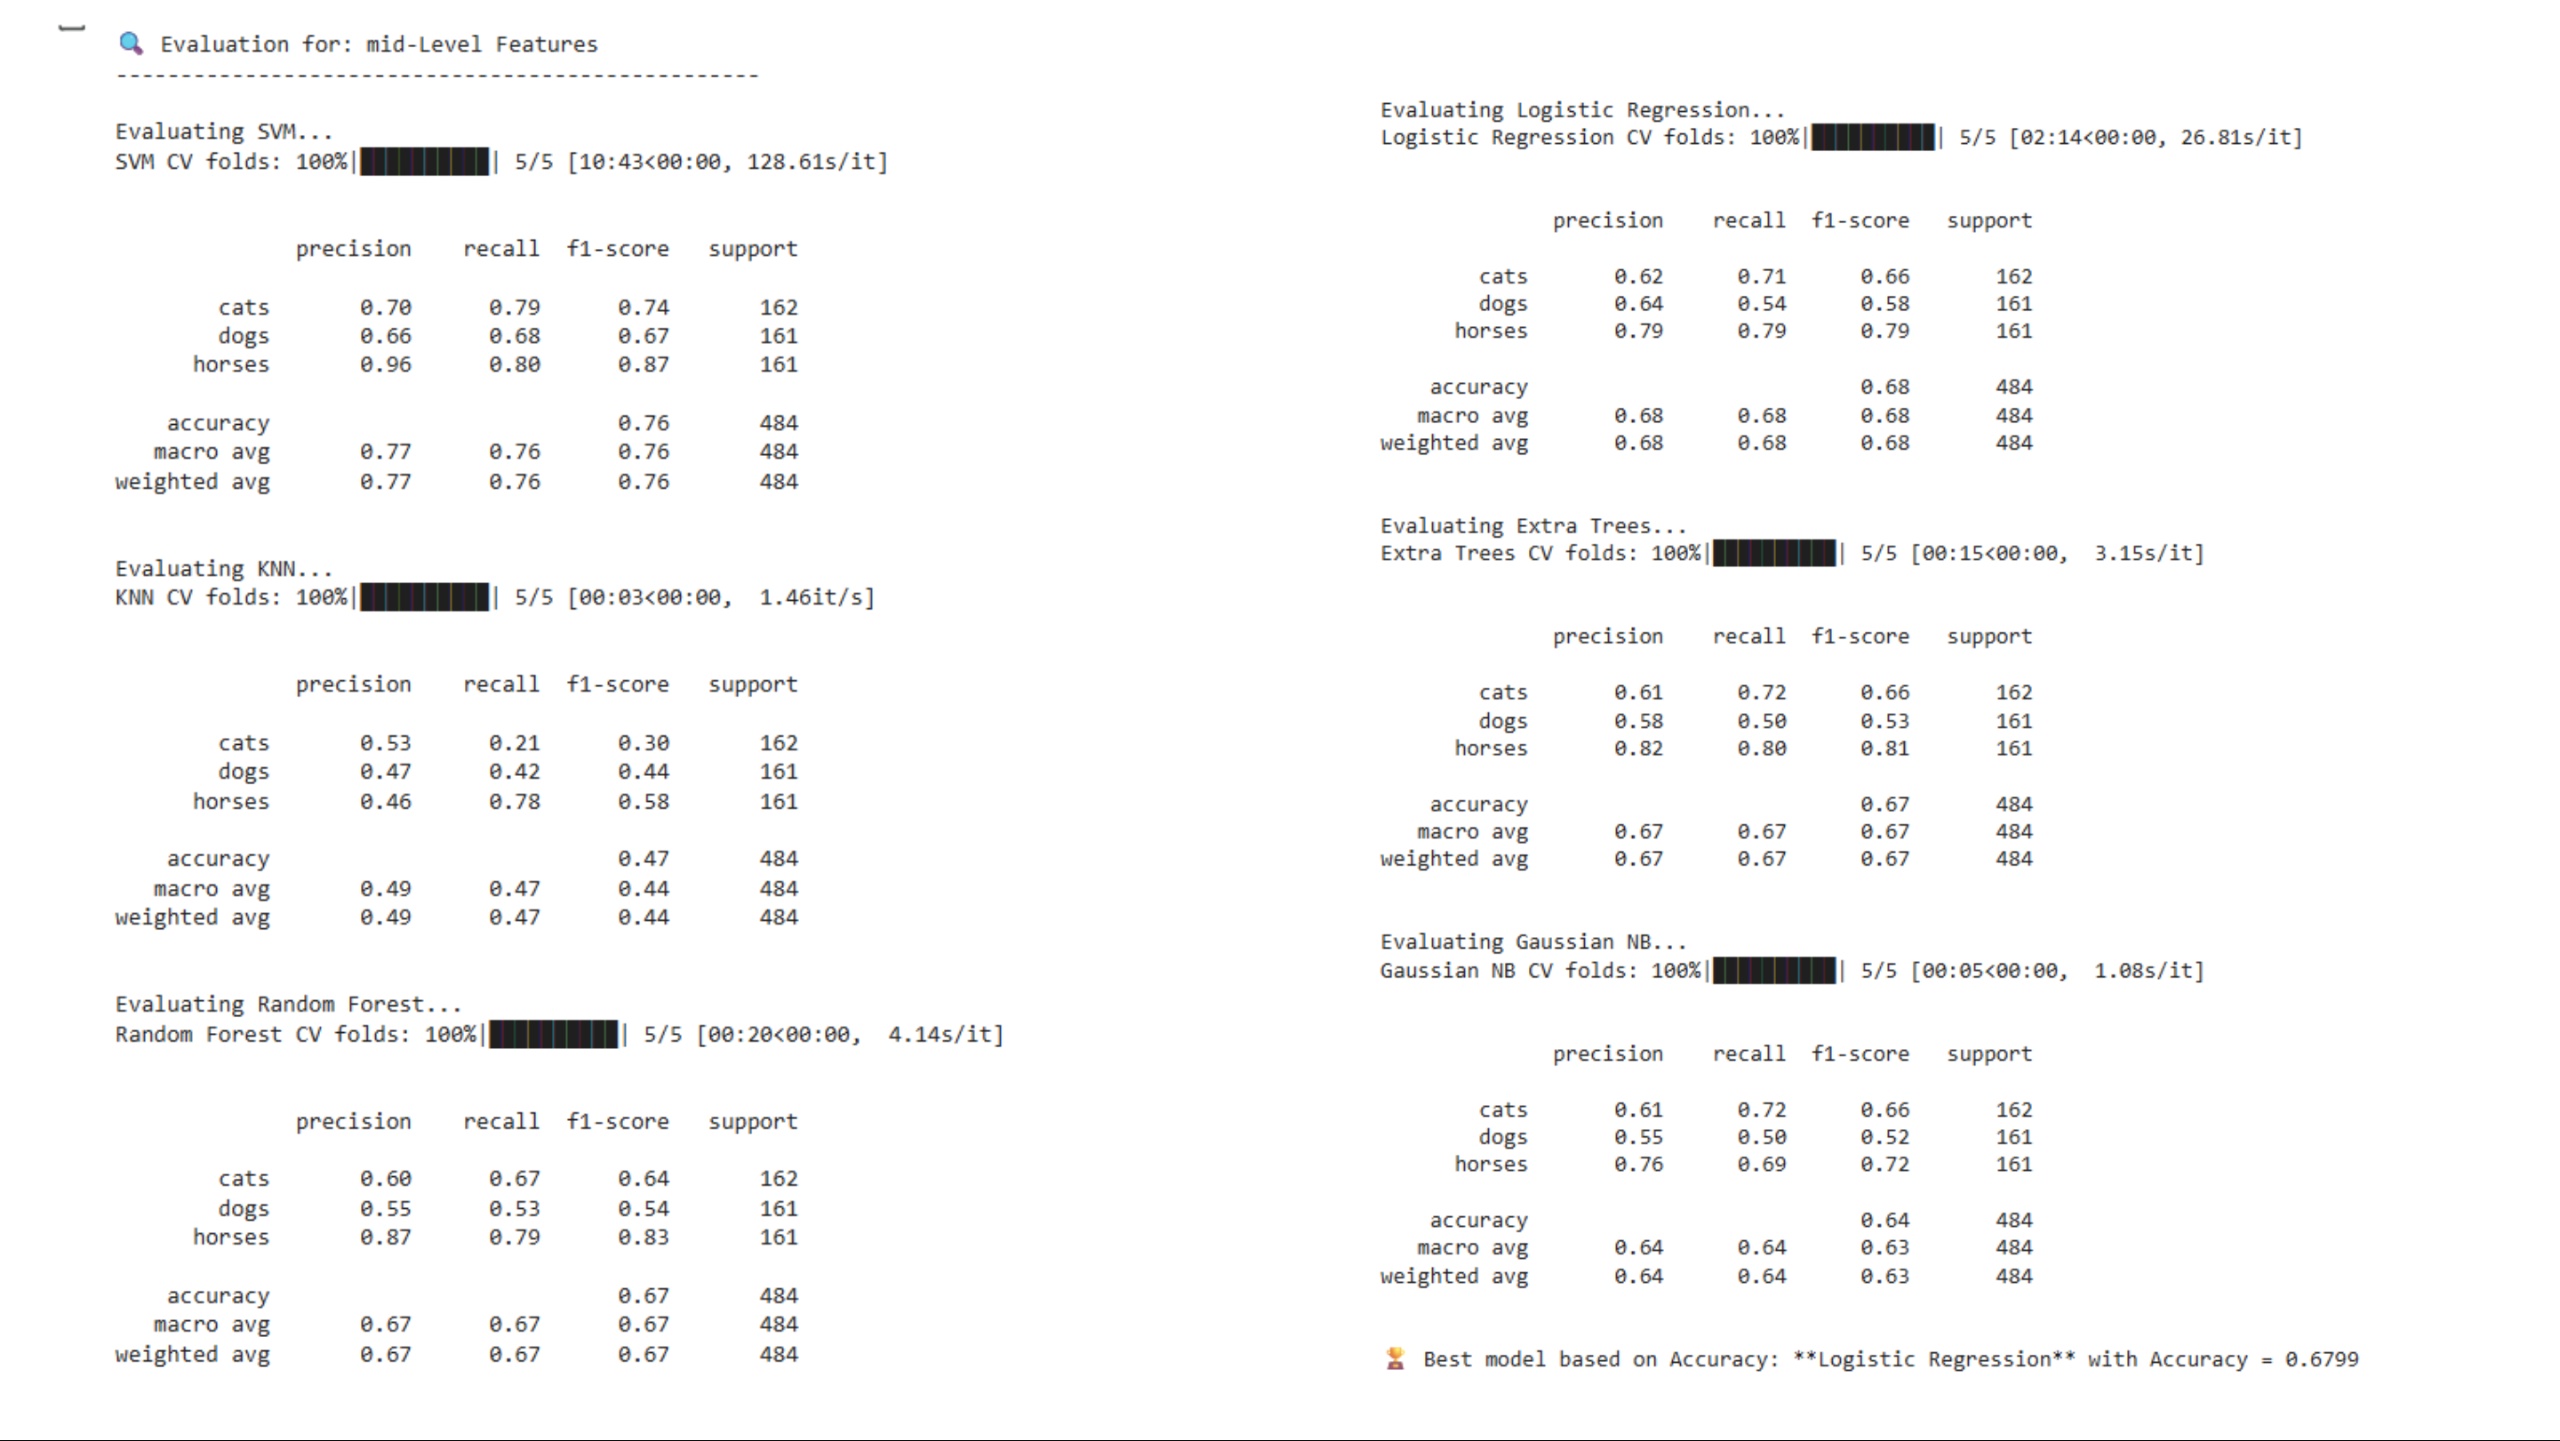 🔍 Evaluation for: mid-Level Features
--------------------------------------------------
Evaluating SVM...
SVM CV folds: 100%|██████████| 5/5 [10:43<00:00, 128.61s/it]
precision recall f1-score support
cats 0.70 0.79 0.74 162
dogs 0.66 0.68 0.67 161
horses 0.96 0.80 0.87 161
accuracy 0.76 484
macro avg 0.77 0.76 0.76 484
weighted avg 0.77 0.76 0.76 484
Evaluating KNN...
KNN CV folds: 100%|██████████| 5/5 [00:03<00:00, 1.46it/s]
precision recall f1-score support
cats 0.53 0.21 0.30 162
dogs 0.47 0.42 0.44 161
horses 0.46 0.78 0.58 161
accuracy 0.47 484
macro avg 0.49 0.47 0.44 484
weighted avg 0.49 0.47 0.44 484
Evaluating Random Forest...
Random Forest CV folds: 100%|██████████| 5/5 [00:20<00:00, 4.14s/it]
precision recall f1-score support
cats 0.60 0.67 0.64 162
dogs 0.55 0.53 0.54 161
horses 0.87 0.79 0.83 161
accuracy 0.67 484
macro avg 0.67 0.67 0.67 484
weighted avg 0.67 0.67 0.67 484
Evaluating Logistic Regression...
Logistic Regression CV folds: 100%|██████████| 5/5 [02:14<00:00, 26.81s/it]
precision recall f1-score support
cats 0.62 0.71 0.66 162
dogs 0.64 0.54 0.58 161
horses 0.79 0.79 0.79 161
accuracy 0.68 484
macro avg 0.68 0.68 0.68 484
weighted avg 0.68 0.68 0.68 484
Evaluating Extra Trees...
Extra Trees CV folds: 100%|██████████| 5/5 [00:15<00:00, 3.15s/it]
precision recall f1-score support
cats 0.61 0.72 0.66 162
dogs 0.58 0.50 0.53 161
horses 0.82 0.80 0.81 161
accuracy 0.67 484
macro avg 0.67 0.67 0.67 484
weighted avg 0.67 0.67 0.67 484
Evaluating Gaussian NB...
Gaussian NB CV folds: 100%|██████████| 5/5 [00:05<00:00, 1.08s/it]
precision recall f1-score support
cats 0.61 0.72 0.66 162
dogs 0.55 0.50 0.52 161
horses 0.76 0.69 0.72 161
accuracy 0.64 484
macro avg 0.64 0.64 0.63 484
weighted avg 0.64 0.64 0.63 484
🏆 Best model based on Accuracy: **Logistic Regression** with Accuracy = 0.6799